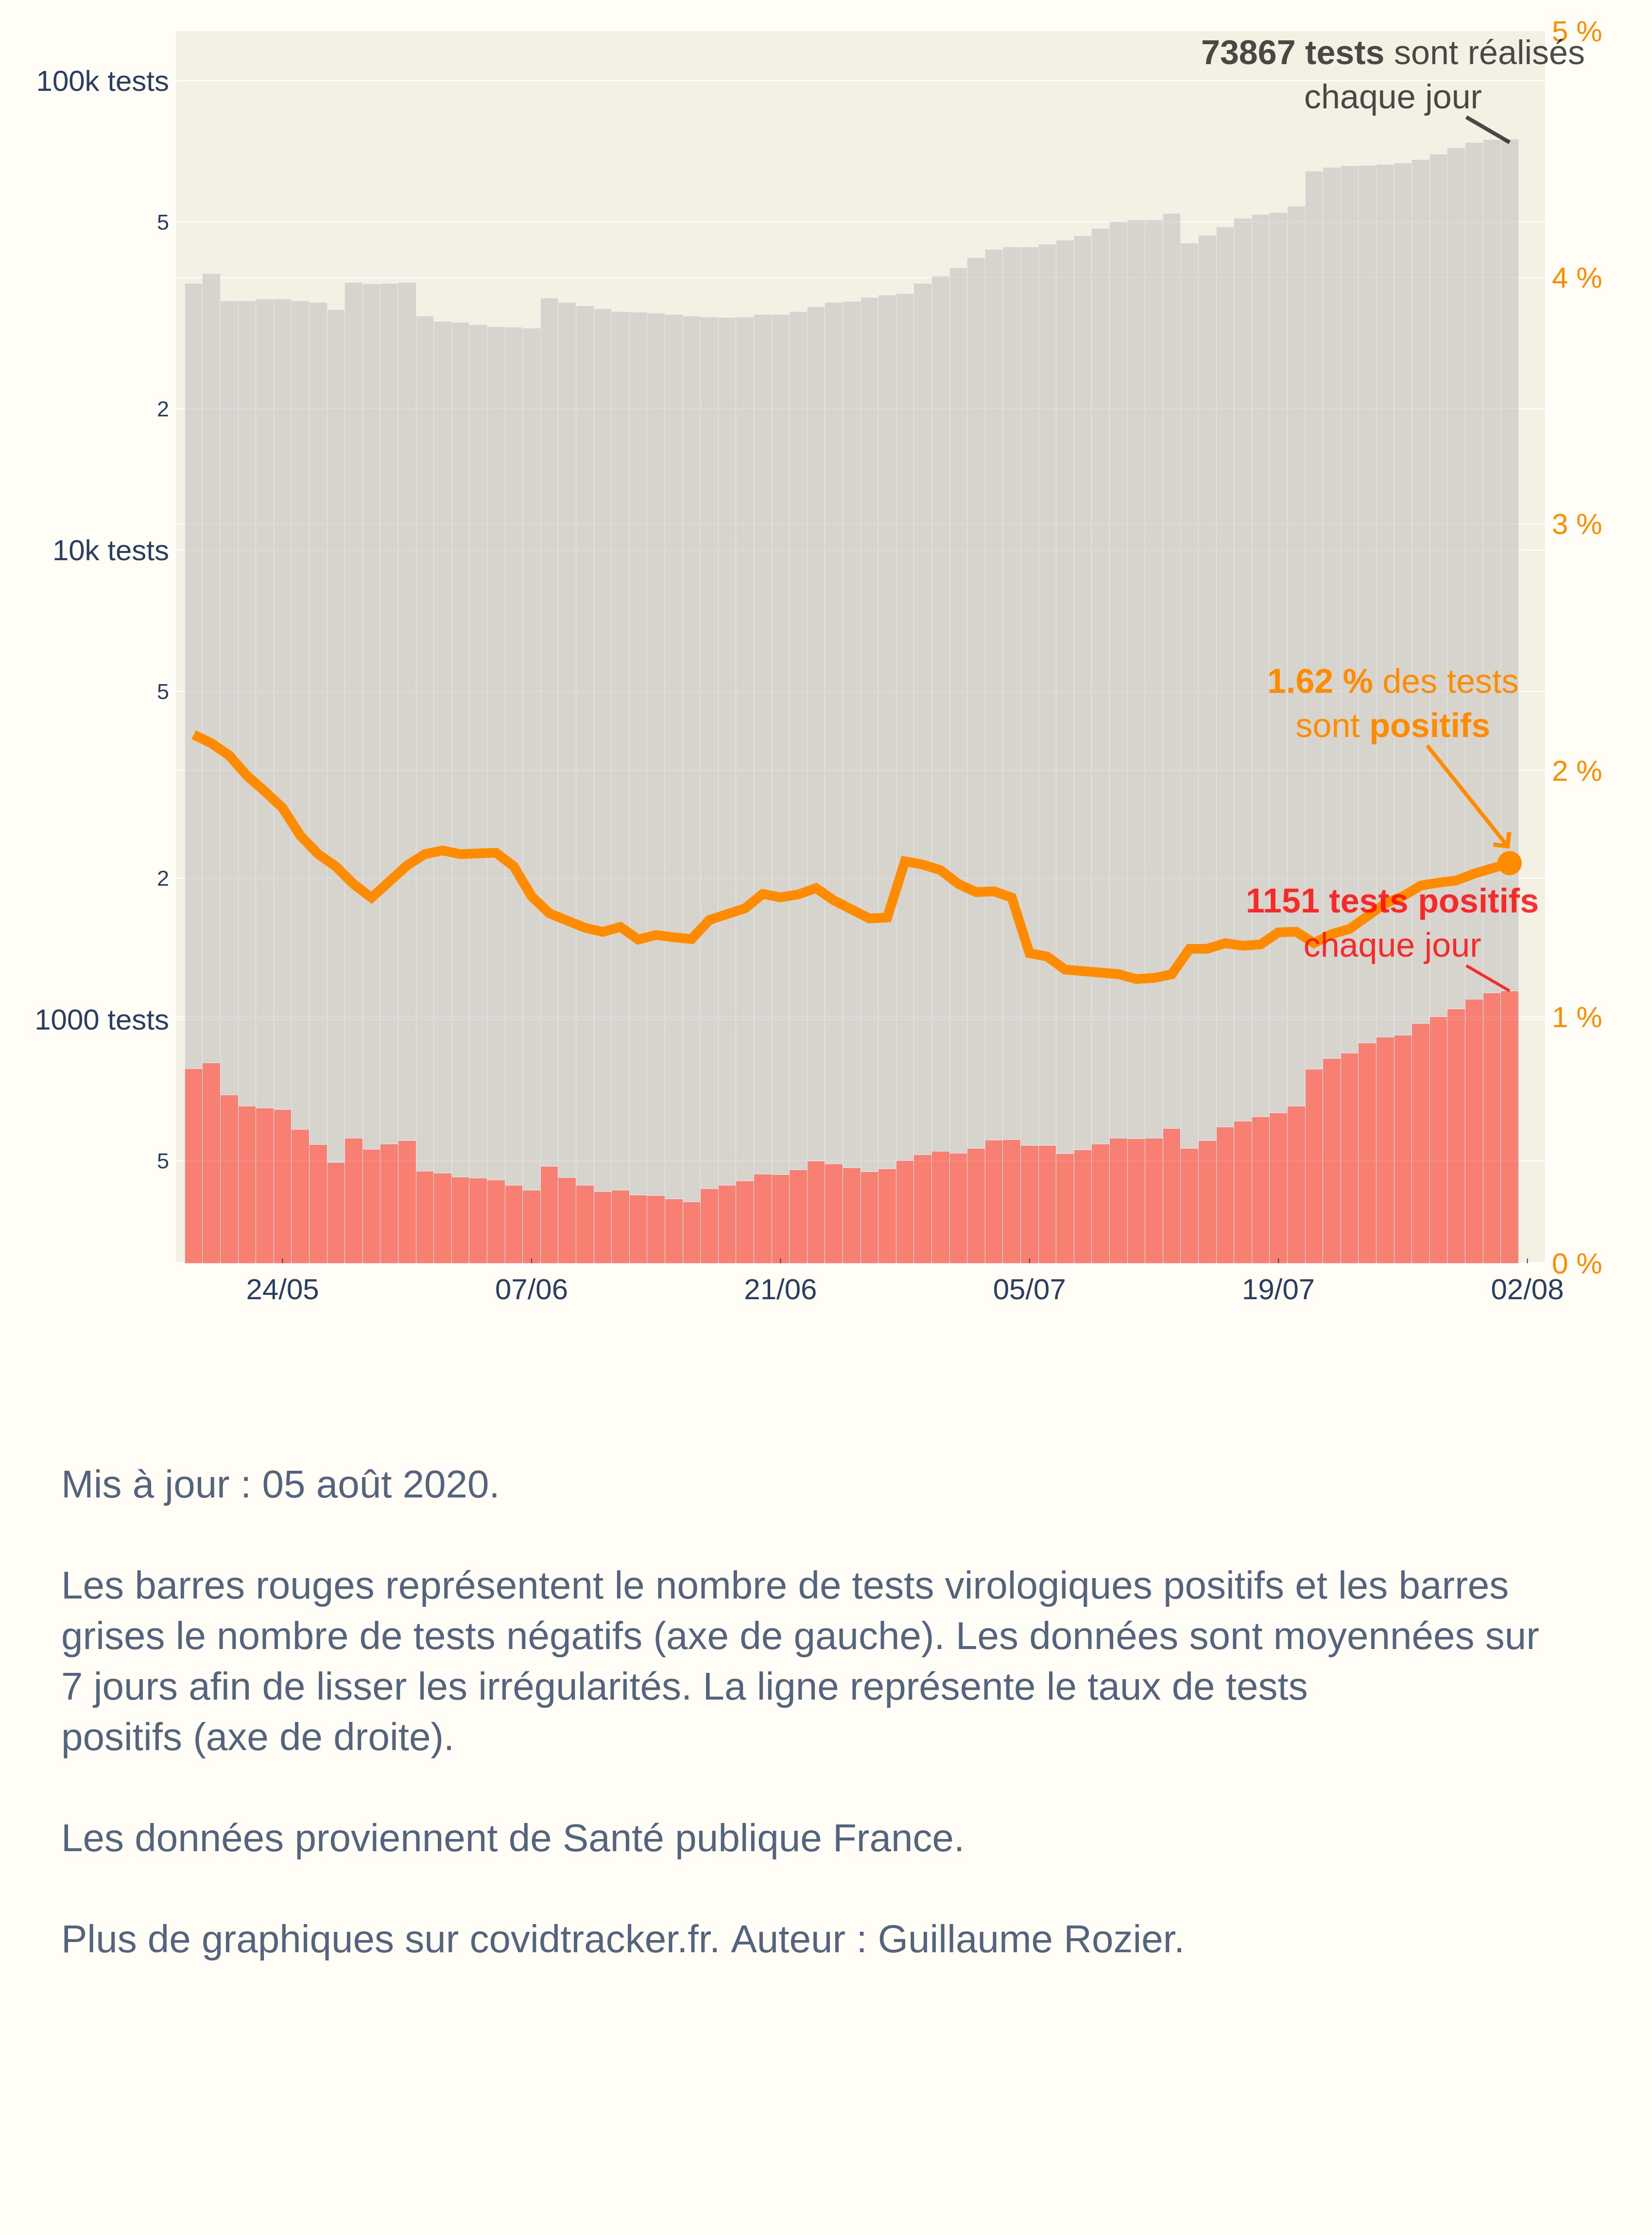 73867 tests sont réalisés
chaque jour
100k tests
5
2
10k tests
5
2
1000 tests
5
5 %
4 %
3 %
2 %
1 %
0 %
1.62 % des tests
sont positifs
1151 tests positifs
chaque jour
24/05
07/06
21/06
05/07
19/07
02/08
Mis à jour : 05 août 2020.
Les barres rouges représentent le nombre de tests virologiques positifs et les barres
grises le nombre de tests négatifs (axe de gauche). Les données sont moyennées sur
7 jours afin de lisser les irrégularités. La ligne représente le taux de tests
positifs (axe de droite).
Les données proviennent de Santé publique France.
Plus de graphiques sur covidtracker.fr. Auteur : Guillaume Rozier.